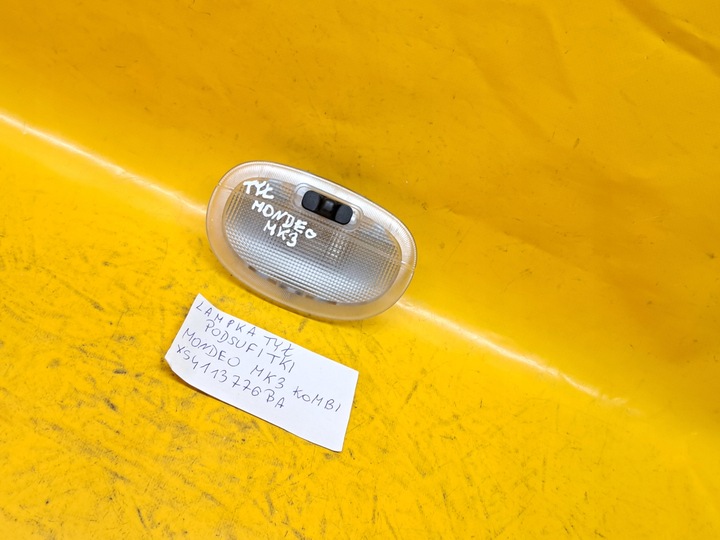 TYŁ
MONDEO
MK3
LAMPKA TYŁ
PODSUFITKI
MONDEO MK3 KOMBI
XS4113776BA